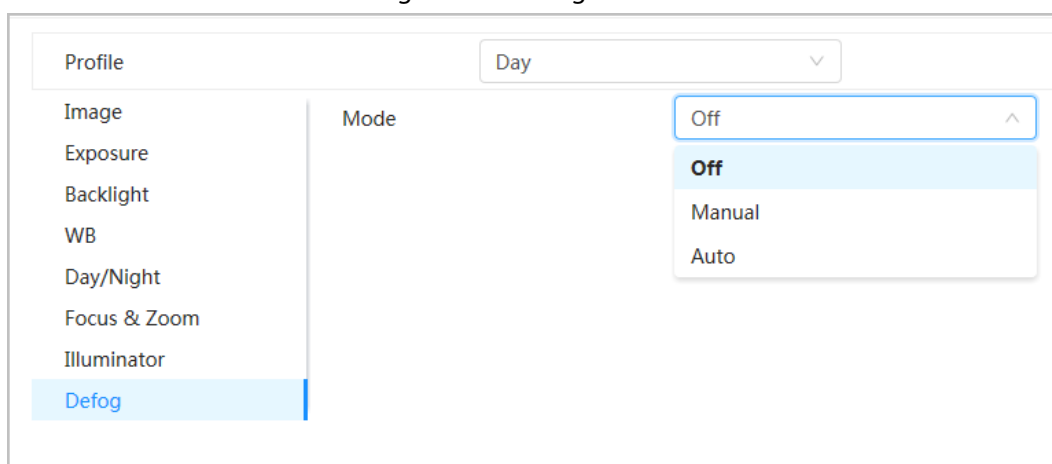 Profile Day
Image
Mode Off
Exposure
Off
Backlight
Manual
WB
Auto
Day/Night
Focus & Zoom
Illuminator
Defog